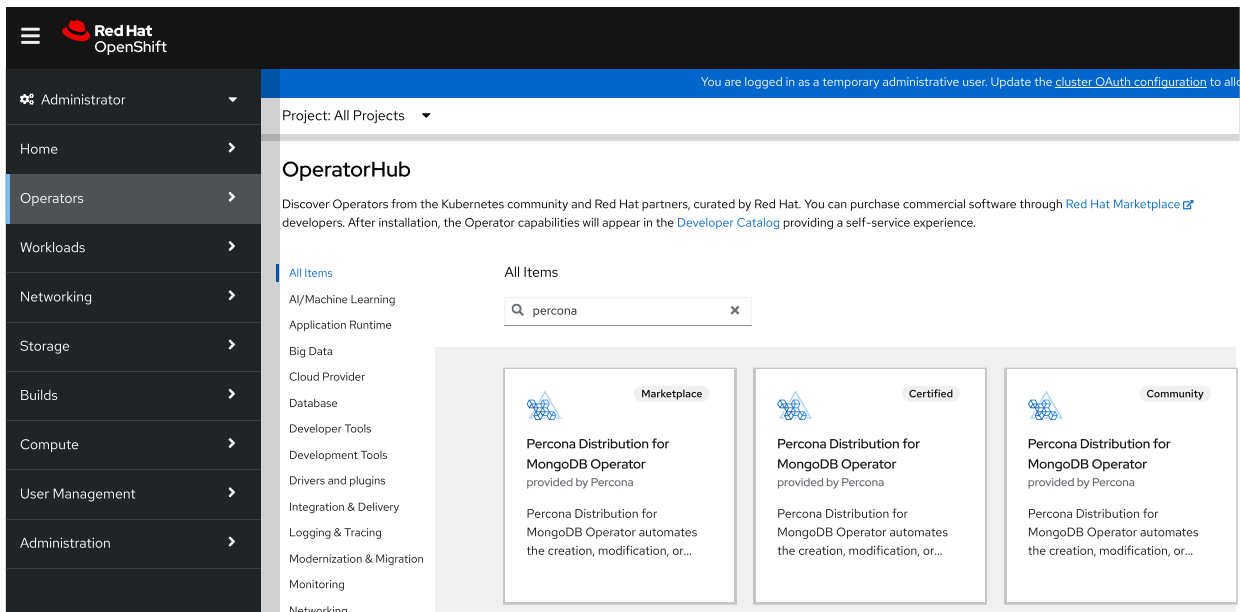 Red Hat
OpenShift
You are logged in as a temporary administrative user. Update the cluster OAuth configuration to
Administrator
Project: All Projects
Home
Operators
Workloads
Networking
Storage
Builds
Compute
User Management
Administration
OperatorHub
Discover Operators from the Kubernetes community and Red Hat partners, curated by Red Hat. You can purchase commercial software through Red Hat Marketplace
developers. After installation, the Operator capabilities will appear in the Developer Catalog providing a self-service experience.
All Items
AI/Machine Learning
Application Runtime
Big Data
Cloud Provider
Database
Developer Tools
Development Tools
Drivers and plugins
Integration & Delivery
Logging & Tracing
Modernization & Migration
Monitoring
Networking
All Items
percona
Marketplace
Percona Distribution for
MongoDB Operator
provided by Percona
Percona Distribution for
MongoDB Operator automates
the creation, modification, or...
Certified
Percona Distribution for
MongoDB Operator
provided by Percona
Percona Distribution for
MongoDB Operator automates
the creation, modification, or...
Community
Percona Distribution for
MongoDB Operator
provided by Percona
Percona Distribution for
MongoDB Operator automates
the creation, modification, or...